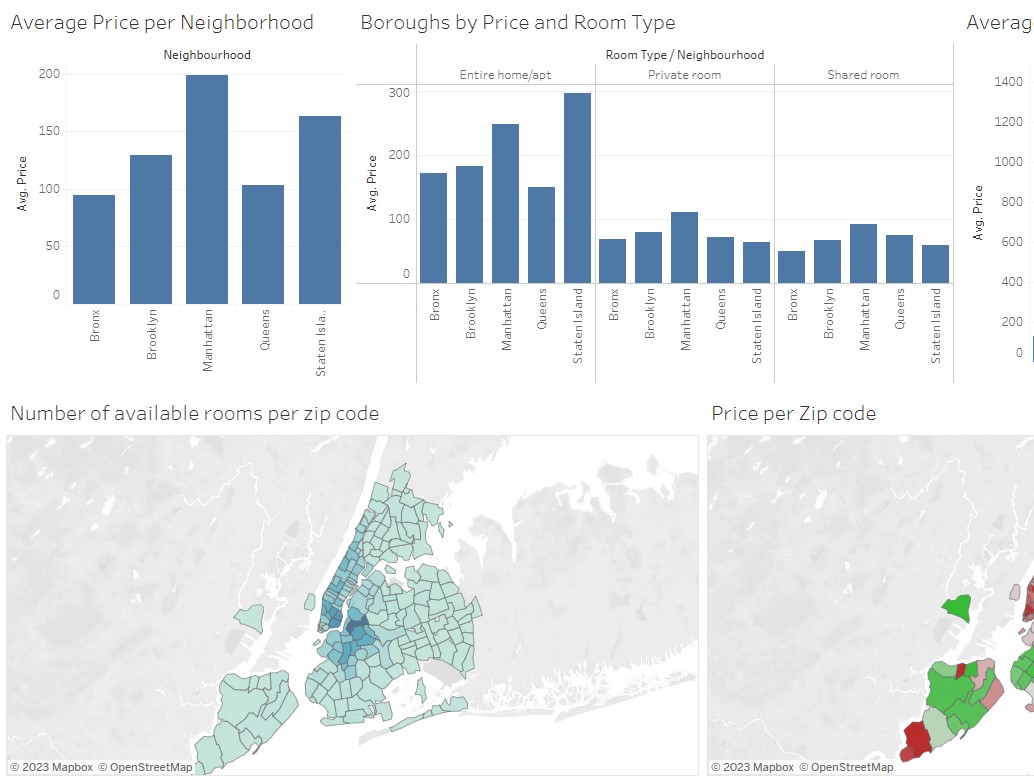 Average Price per Neighborhood
Neighbourhood
Avg. Price
200
150
100
50
0
Bronx
Brooklyn
Manhattan
Queens
Staten Isla..
Boroughs by Price and Room Type
Room Type / Neighbourhood
Entire home/apt Private room Shared room
Avg. Price
300
200
100
0
Bronx
Brooklyn
Manhattan
Queens
Staten Island
Bronx
Brooklyn
Manhattan
Queens
Staten Island
Bronx
Brooklyn
Manhattan
Queens
Staten Island
Averag
Avg. Price
1400
1200
1000
800
600
400
200
0
Number of available rooms per zip code
© 2023 Mapbox © OpenStreetMap
Price per Zip code
© 2023 Mapbox © OpenStreetMap